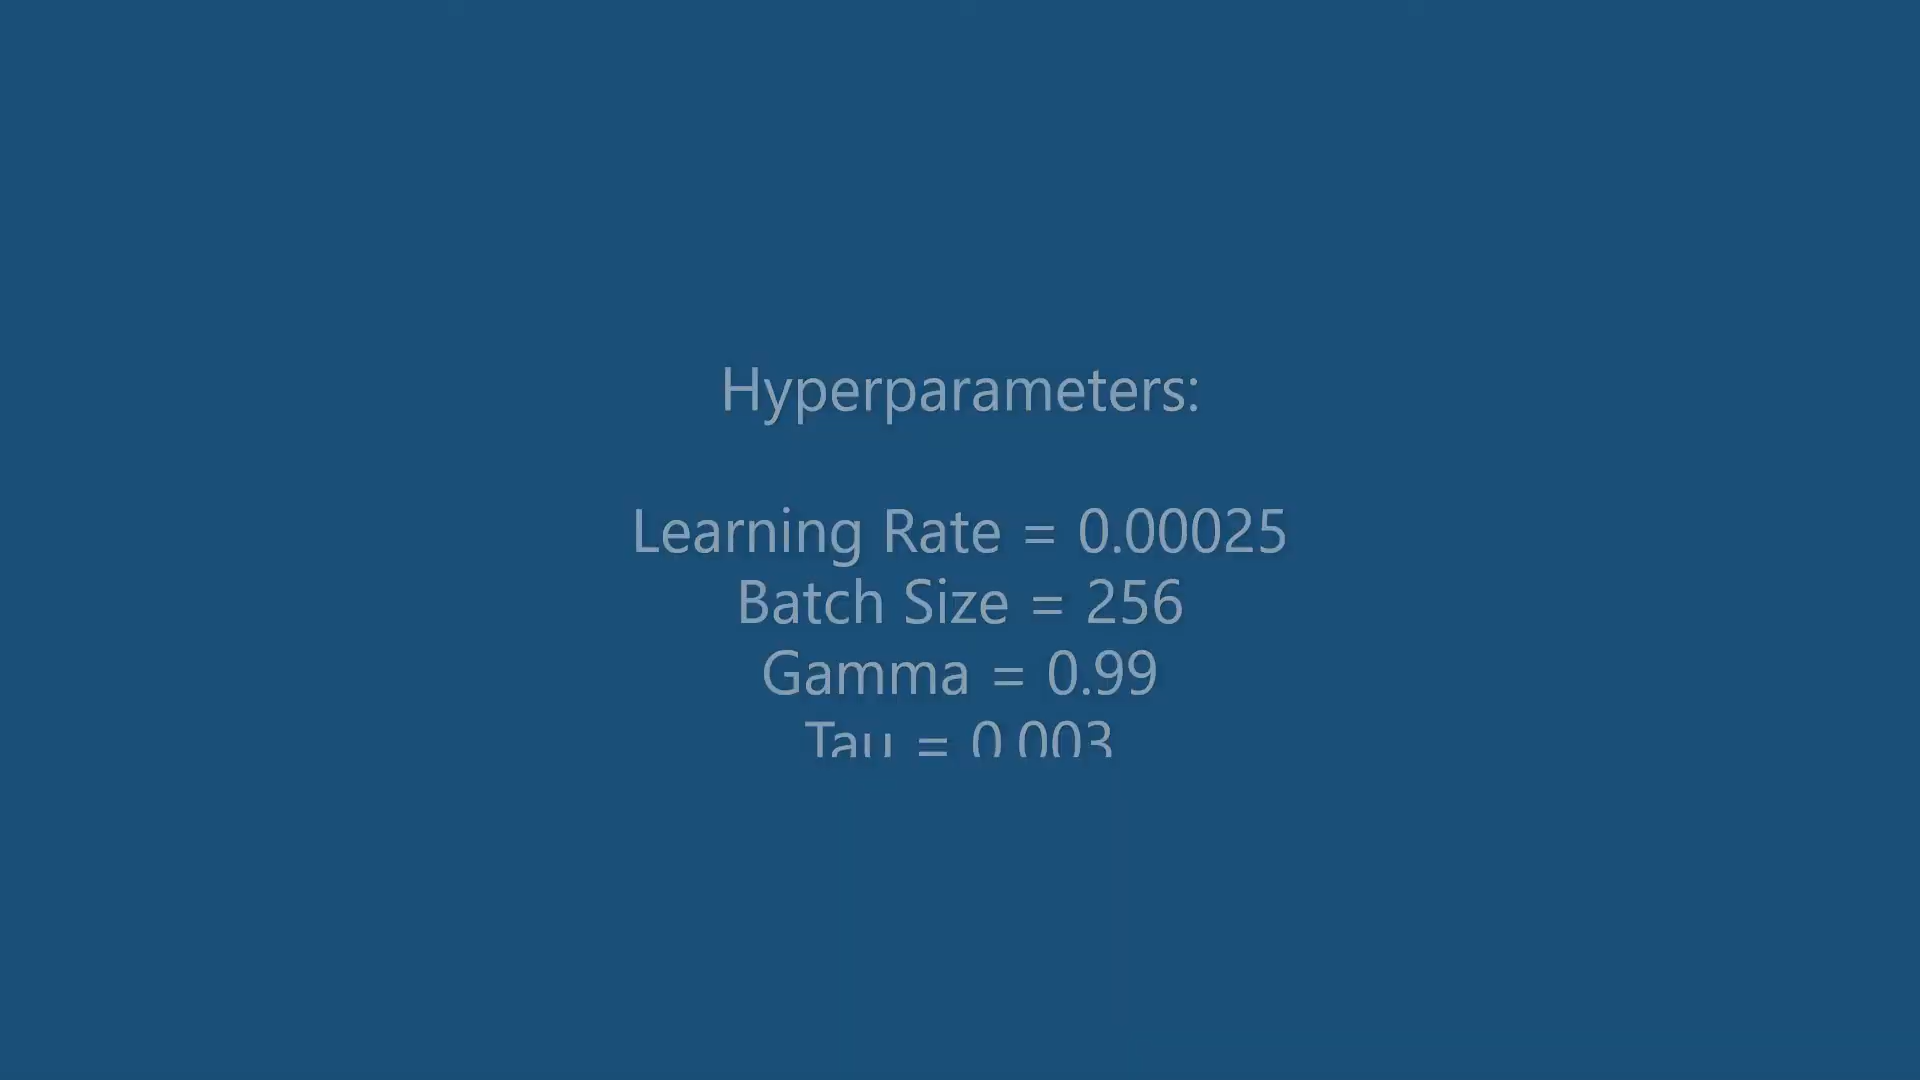 Hyperparameters:
Learning Rate = 0.00025
Batch Size = 256
Gamma = 0.99
Tau = 0.003